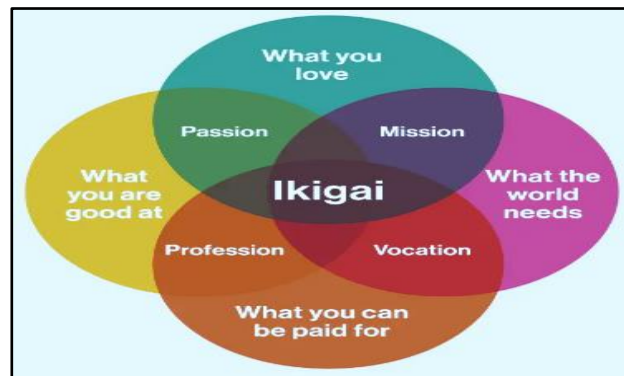 What you
love
Passion
Mission
What
you are
good at
Ikigai
What the
world
needs
Profession
Vocation
What you can
be paid for